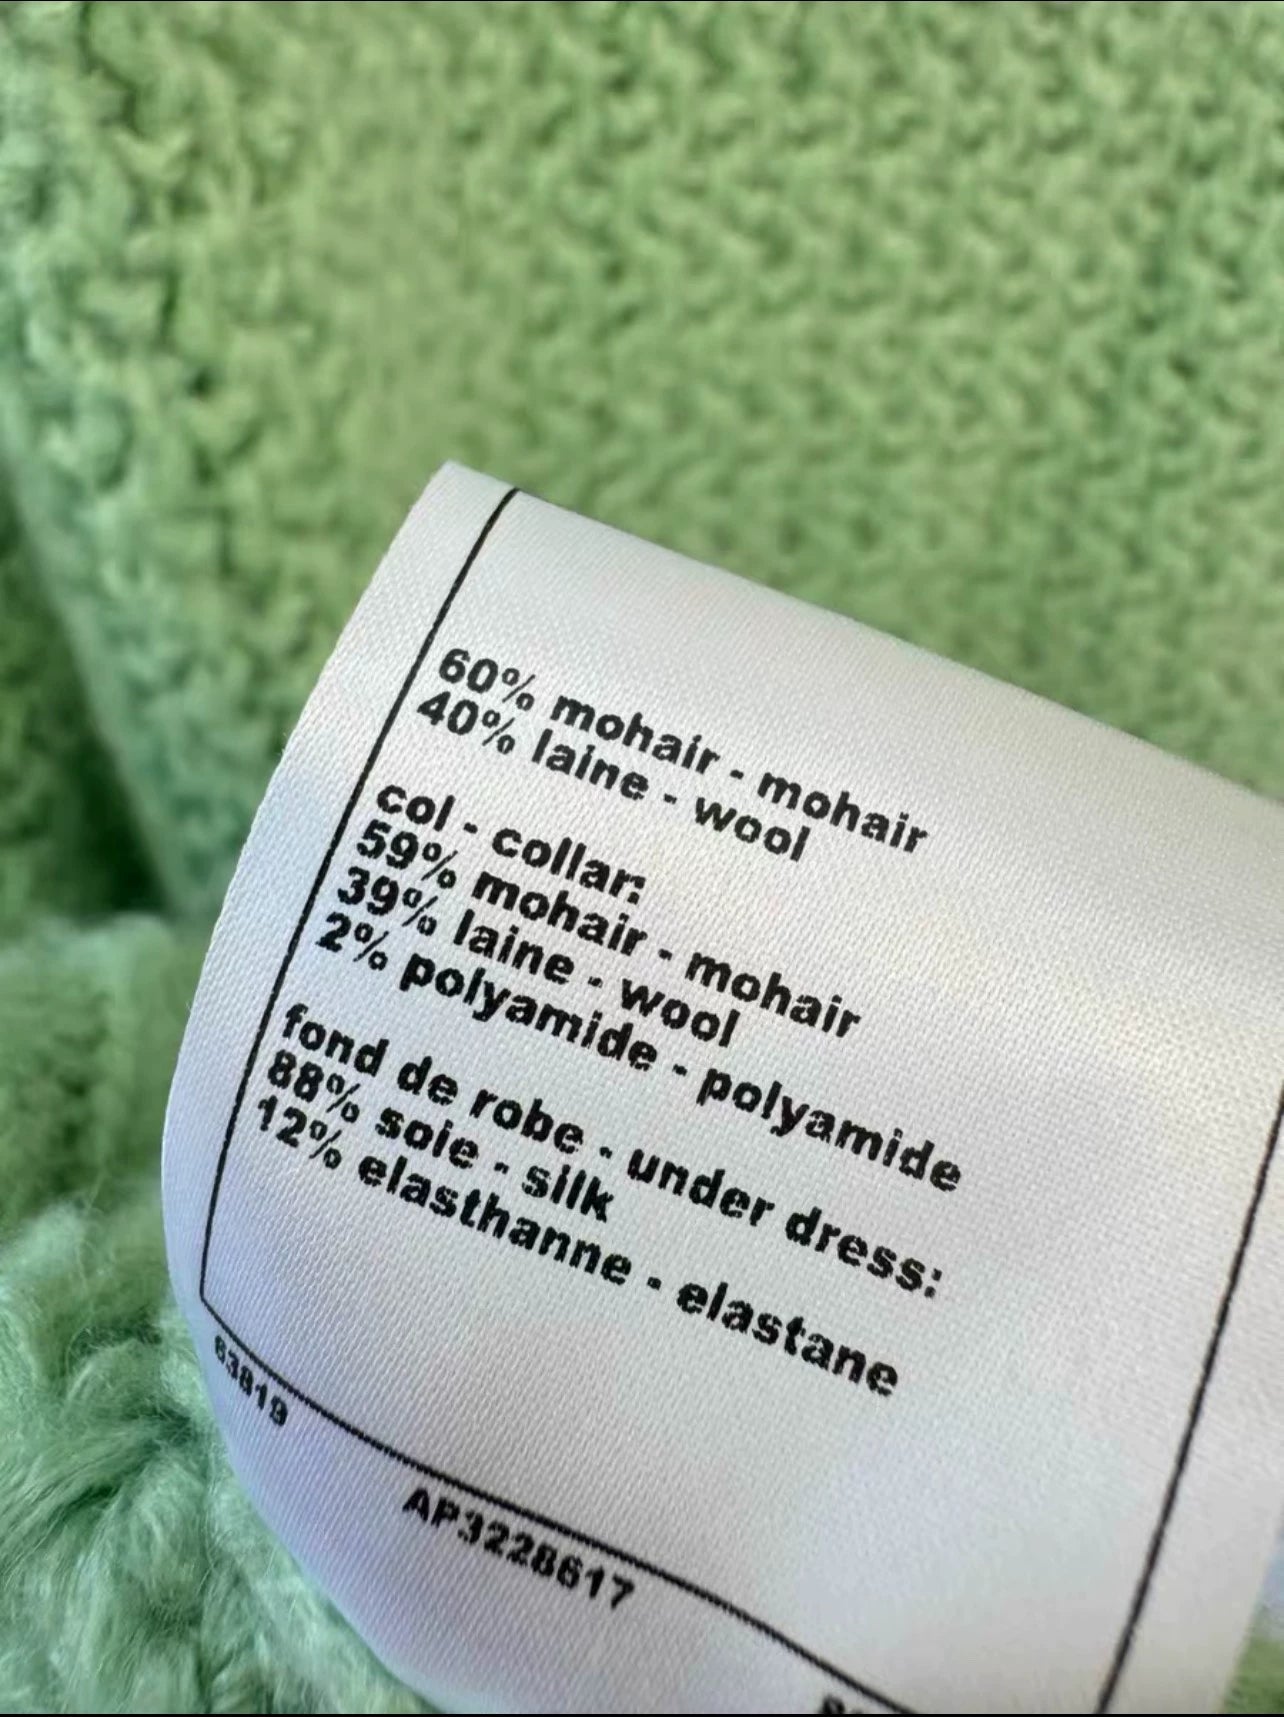 60% mohair - mohair
40% laine - wool
col - collar:
59% mohair - mohair
39% laine - wool
2% polyamide - polyamide
fond de robe - under dress:
88% soie - silk
12% elasthanne - elastane
63819
AP3228617